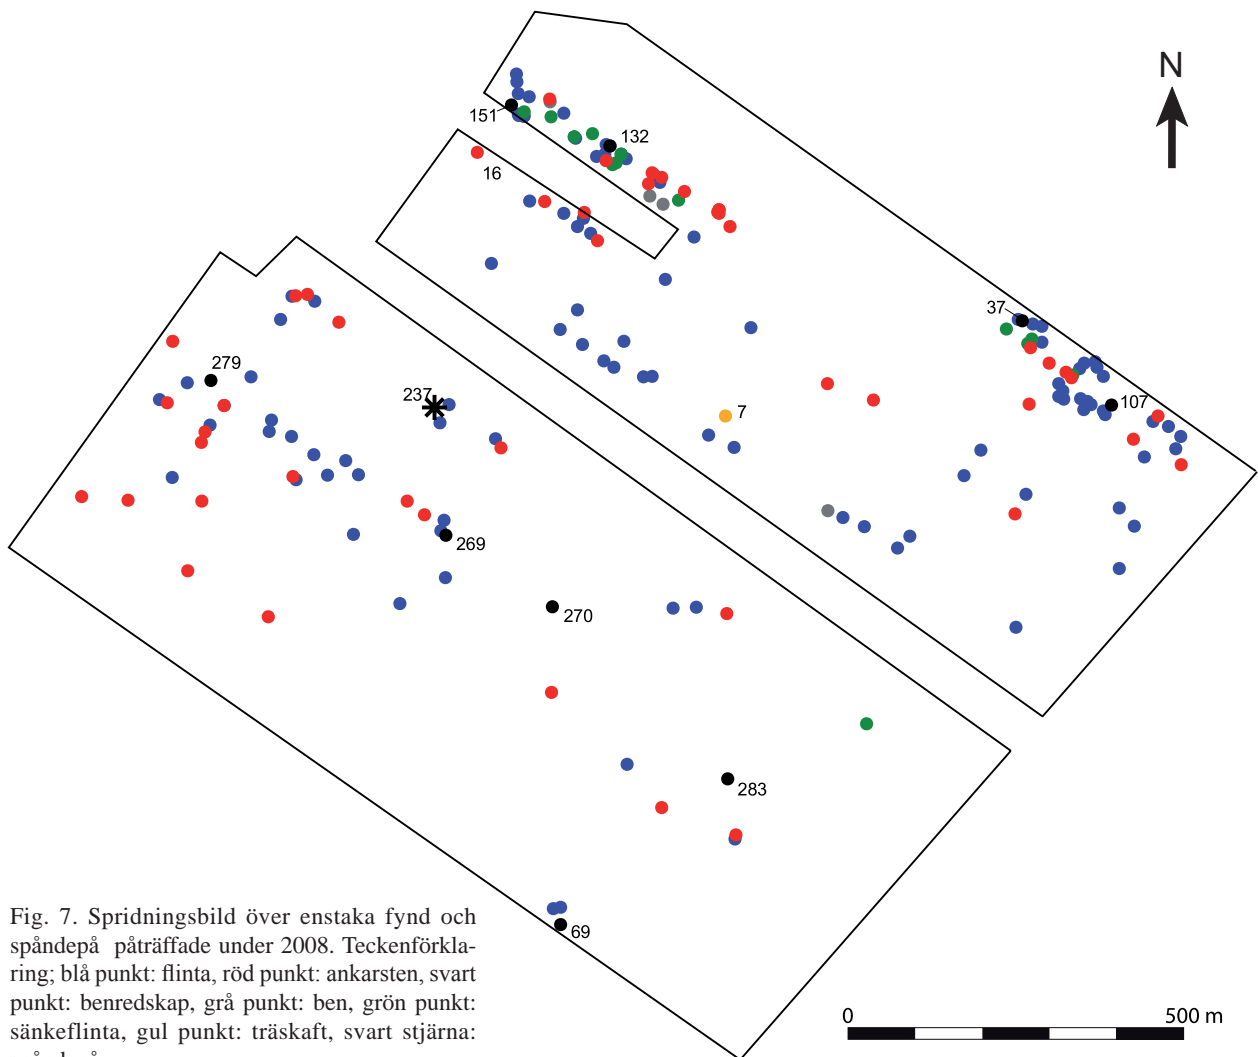 N
151
132
16
37
279
237
7
107
269
270
283
69
Fig. 7. Spridningsbild över enstaka fynd och
spåndepå påträffade under 2008. Teckenförkla-
ring; blå punkt: flinta, röd punkt: ankarsten, svart
punkt: benredskap, grå punkt: ben, grön punkt:
sänkeflinta, gul punkt: träskaft, svart stjärna:
0 500 m